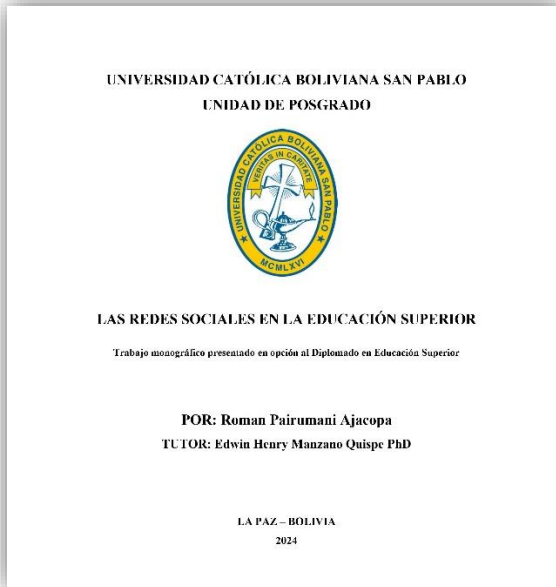 UNIVERSIDAD CATÓLICA BOLIVIANA SAN PABLO
UNIDAD DE POSGRADO
UNIVERSIDAD CATÓLICA BOLIVIANA SAN PABLO
VERITAS IN CARITATE
MCMLXVI
LAS REDES SOCIALES EN LA EDUCACIÓN SUPERIOR
Trabajo monográfico presentado en opción al Diplomado en Educación Superior
POR: Roman Pairumani Ajacopa
TUTOR: Edwin Henry Manzano Quispe PhD
LA PAZ – BOLIVIA
2024